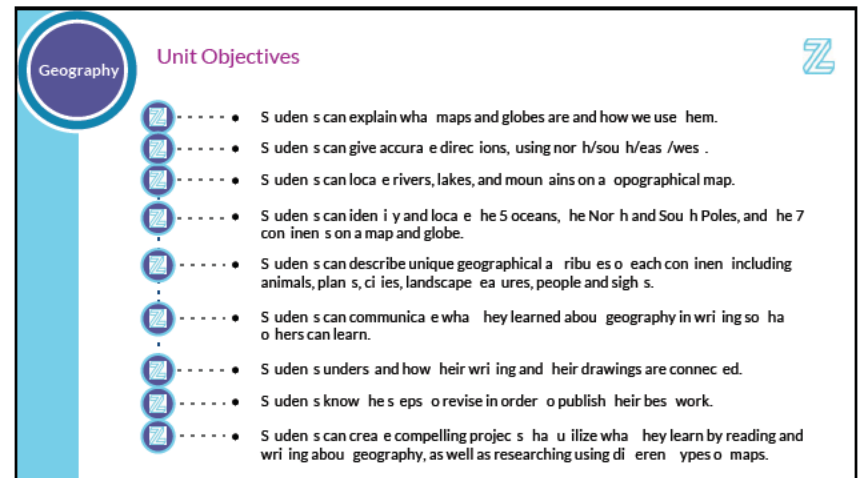 Geography
Unit Objectives
S uden s can explain wha maps and globes are and how we use hem.
S uden s can give accura e direc ions, using nor h/sou h/eas /wes .
S uden s can loca e rivers, lakes, and moun ains on a opographical map.
S uden s can iden i y and loca e he 5 oceans, he Nor h and Sou h Poles, and he 7
con inen s on a map and globe.
S uden s can describe unique geographical a ribu es o each con inen including
animals, plan s, ci ies, landscape ea ures, people and sigh s.
S uden s can communica e wha hey learned abou geography in wri ing so ha
o hers can learn.
S uden s unders and how heir wri ing and heir drawings are connec ed.
S uden s know he s eps o revise in order o publish heir bes work.
S uden s can crea e compelling projec s ha u ilize wha hey learn by reading and
wri ing abou geography, as well as researching using di eren ypes o maps.